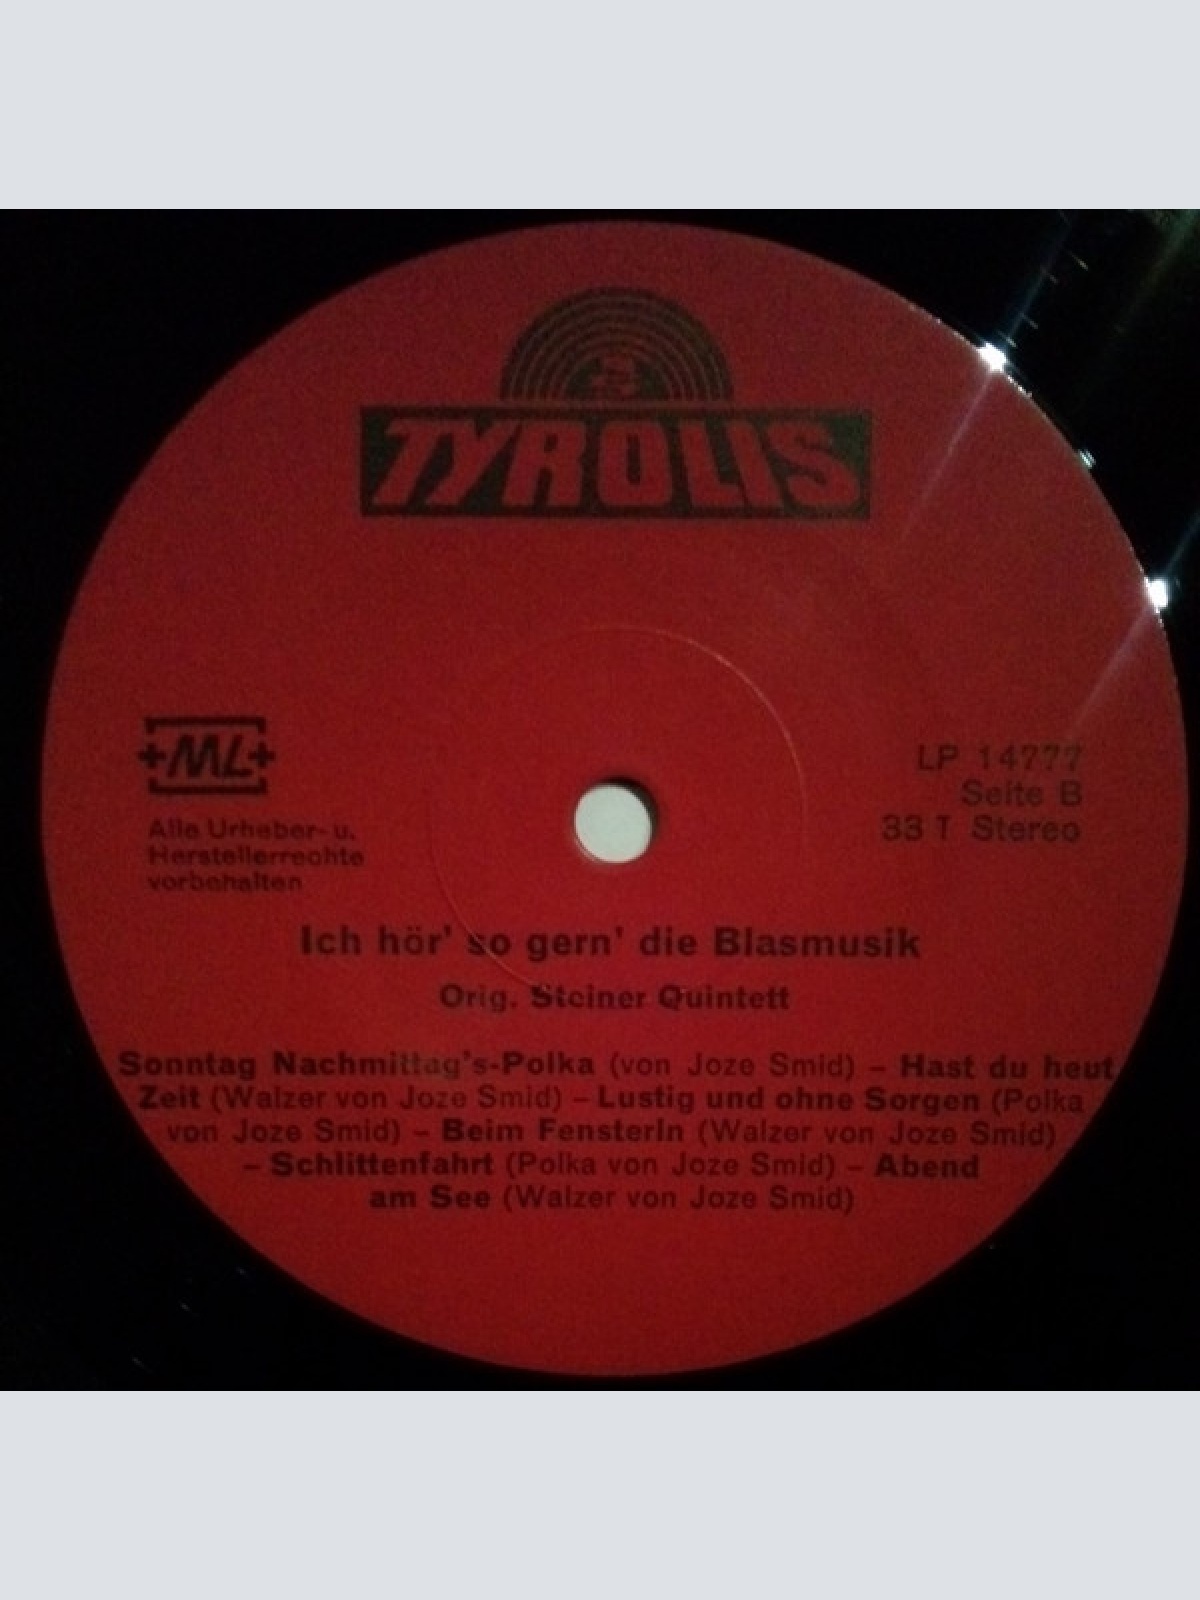 TYROLIS
+ML+
Alle Urheber- u.
Herstellerrechte
vorbehalten
LP 14777
Seite B
33 T Stereo
Ich hör' so gern' die Blasmusik
Orig. Steiner Quintett
Sonntag Nachmittag's-Polka (von Joze Smid) – Hast du heut
Zeit (Walzer von Joze Smid) – Lustig und ohne Sorgen (Polka
von Joze Smid) – Beim Fensterln (Walzer von Joze Smid)
– Schlittenfahrt (Polka von Joze Smid) – Abend
am See (Walzer von Joze Smid)